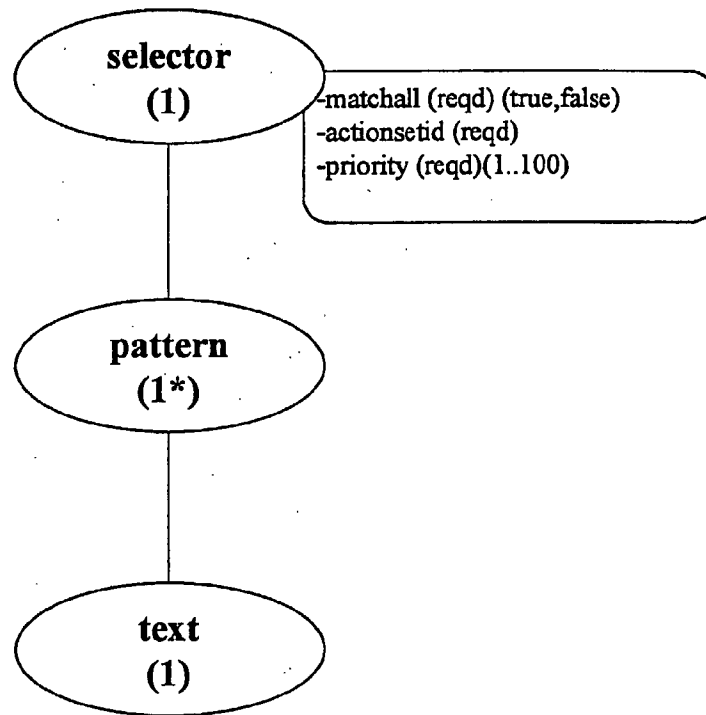 selector
(1)
-matchall (reqd) (true,false)
-actionsetid (reqd)
-priority (reqd)(1..100)
pattern
(1*)
text
(1)